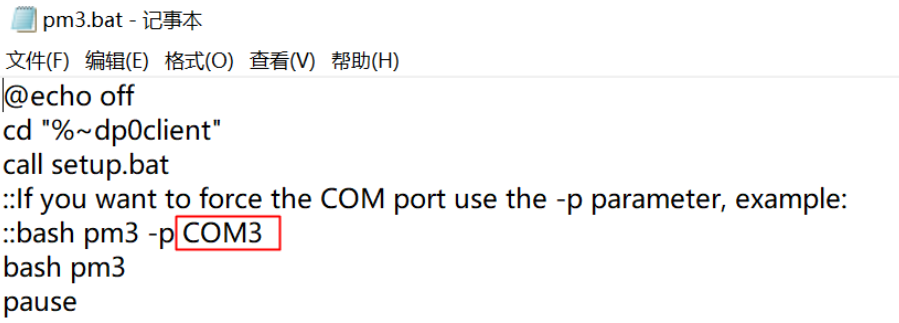 pm3.bat - 记事本
文件(F) 编辑(E) 格式(O) 查看(V) 帮助(H)
@echo off
cd "%~dp0client"
call setup.bat
::If you want to force the COM port use the -p parameter, example:
::bash pm3 -p COM3
bash pm3
pause